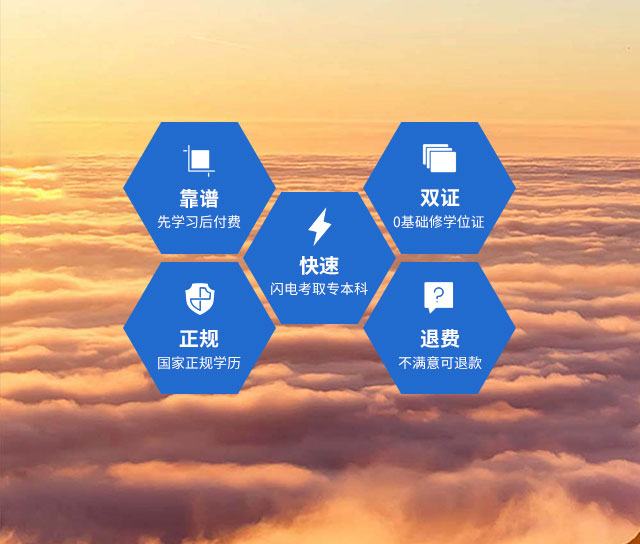 靠谱
先学习后付费
双证
0基础修学位证
快速
闪电考取专本科
正规
国家正规学历
退费
不满意可退款